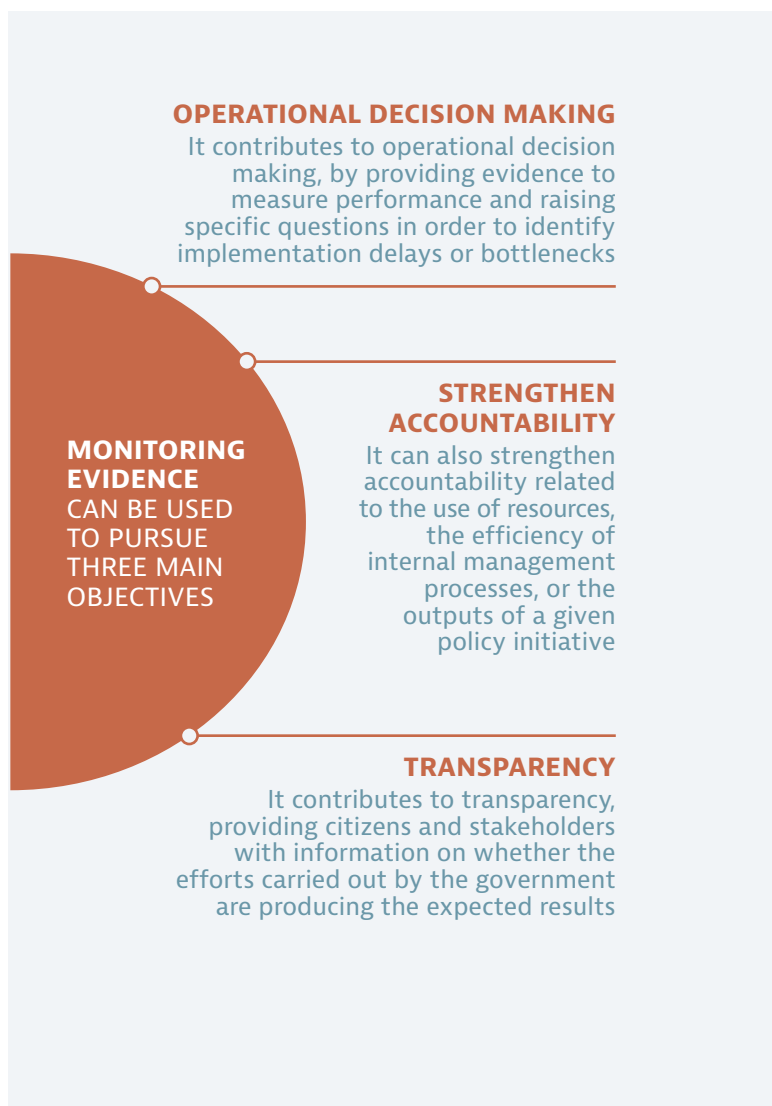 OPERATIONAL DECISION MAKING
It contributes to operational decision
making, by providing evidence to
measure performance and raising
specific questions in order to identify
implementation delays or bottlenecks
MONITORING
EVIDENCE
CAN BE USED
TO PURSUE
THREE MAIN
OBJECTIVES
STRENGTHEN
ACCOUNTABILITY
It can also strengthen
accountability related
to the use of resources,
the efficiency of
internal management
processes, or the
outputs of a given
policy initiative
TRANSPARENCY
It contributes to transparency,
providing citizens and stakeholders
with information on whether the
efforts carried out by the government
are producing the expected results